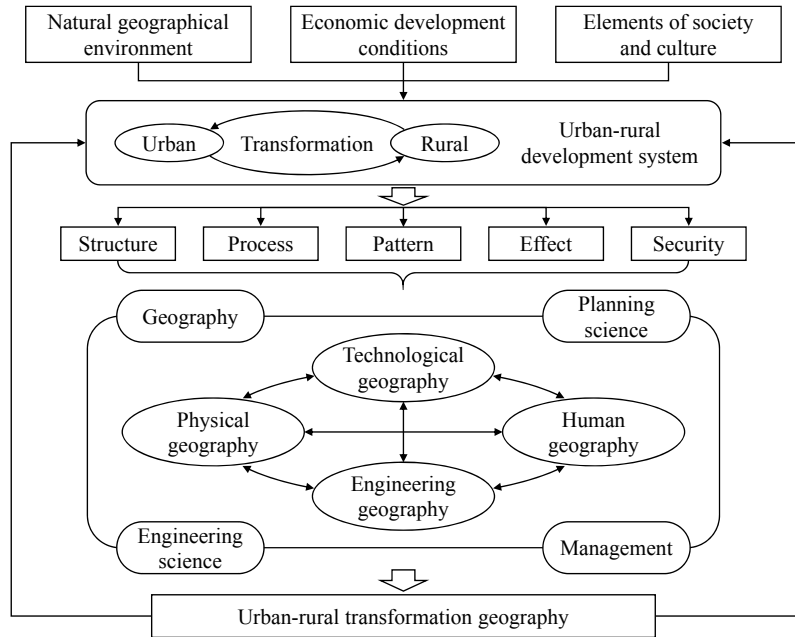 Natural geographical
environment
Economic development
conditions
Elements of society
and culture
Urban
Transformation
Rural
Urban-rural
development system
Structure
Process
Pattern
Effect
Security
Geography
Planning
science
Technological
geography
Physical
geography
Human
geography
Engineering
geography
Engineering
science
Management
Urban-rural transformation geography